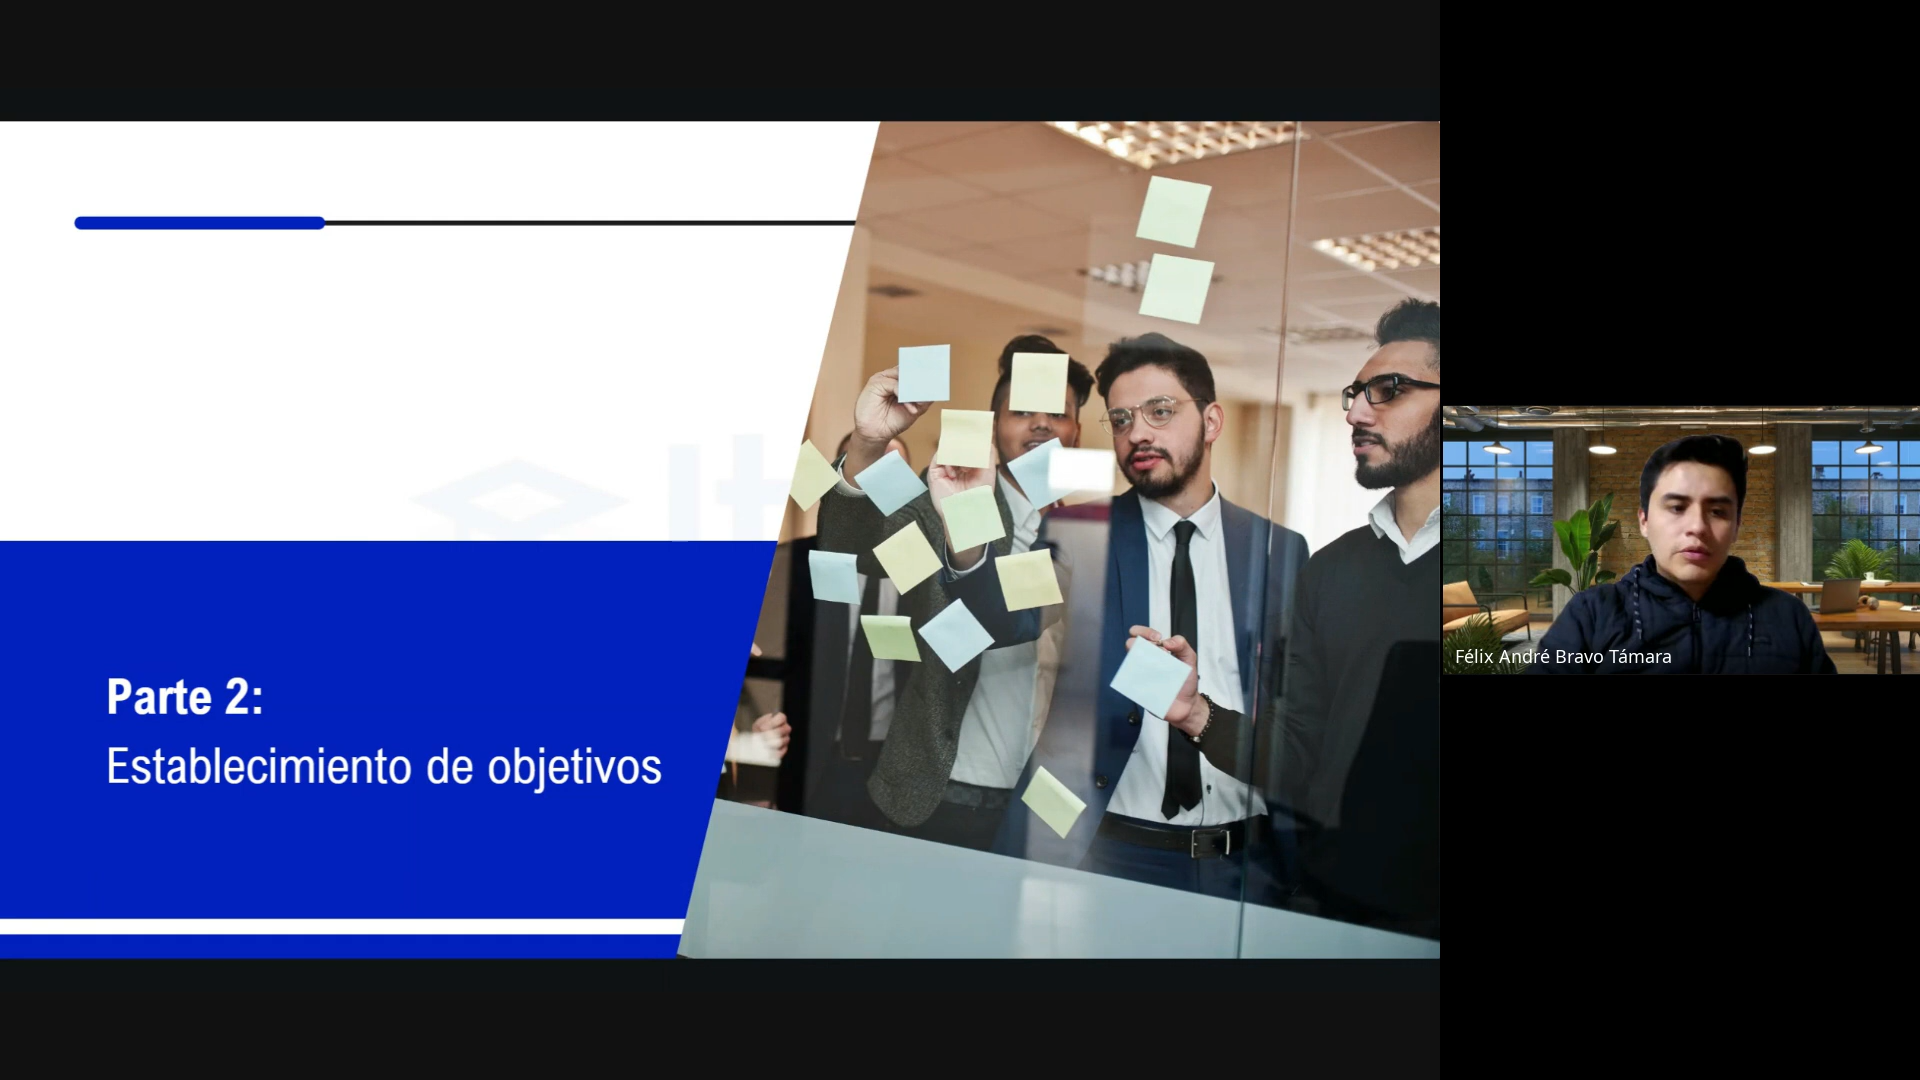 Parte 2:
Establecimiento de objetivos
Félix André Bravo Támara